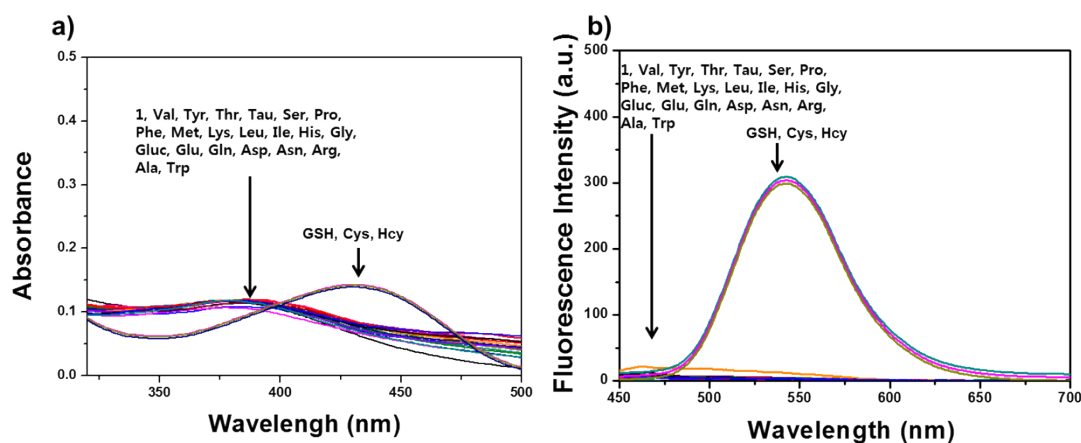 a)
0.5
0.4
0.3
0.2
0.1
0.0
Absorbance
1, Val, Tyr, Thr, Tau, Ser, Pro,
Phe, Met, Lys, Leu, Ile, His, Gly,
Gluc, Glu, Gln, Asp, Asn, Arg,
Ala, Trp
GSH, Cys, Hcy
350
400
450
500
Wavelengh (nm)
b)
500
400
300
200
100
0
Fluorescence Intensity (a.u.)
1, Val, Tyr, Thr, Tau, Ser, Pro,
Phe, Met, Lys, Leu, Ile, His, Gly,
Gluc, Glu, Gln, Asp, Asn, Arg,
Ala, Trp
GSH, Cys, Hcy
450
500
550
600
650
700
Wavelength (nm)